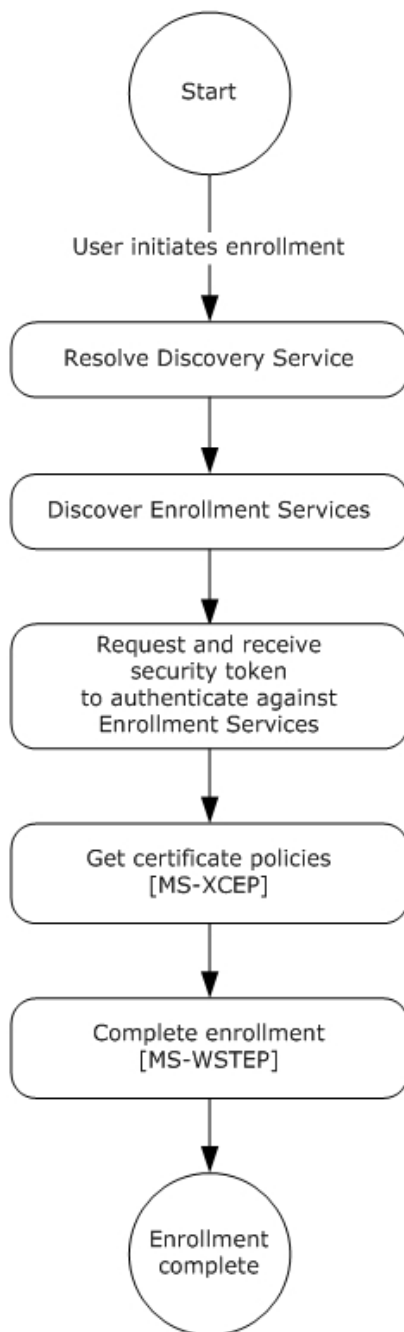 Start
User initiates enrollment
Resolve Discovery Service
Discover Enrollment Services
Request and receive
security token
to authenticate against
Enrollment Services
Get certificate policies
[MS-XCEP]
Complete enrollment
[MS-WSTEP]
Enrollment
complete